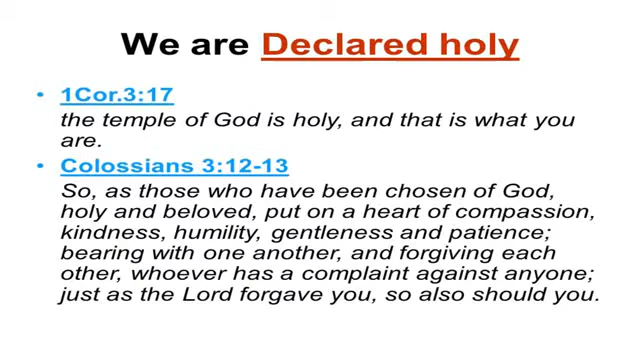 We are Declared holy
• 1Cor.3:17
the temple of God is holy, and that is what you
are.
• Colossians 3:12-13
So, as those who have been chosen of God,
holy and beloved, put on a heart of compassion,
kindness, humility, gentleness and patience;
bearing with one another, and forgiving each
other, whoever has a complaint against anyone;
just as the Lord forgave you, so also should you.